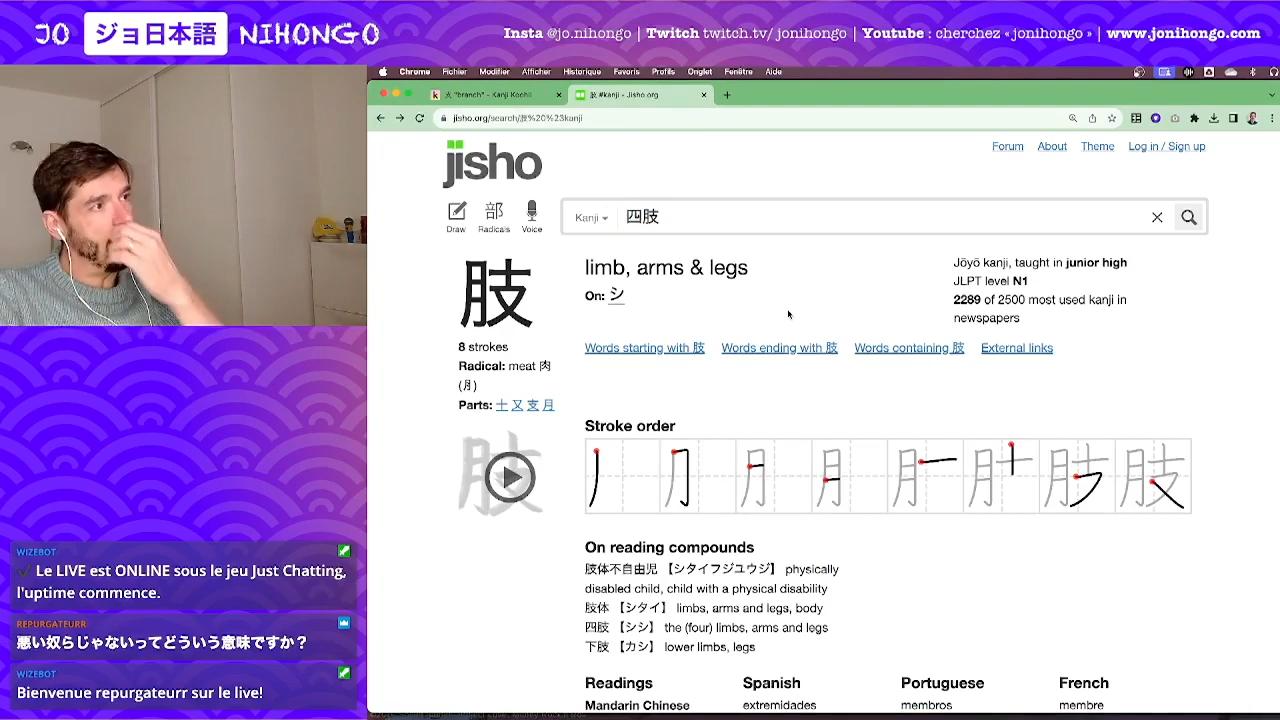 JO ジョ日本語 NIHONGO
Insta @jo.nihongo | Twitch twitch.tv/ jonihongo | Youtube : cherchez « jonihongo » | www.jonihongo.com
Chrome Fichier Modifier Afficher Historique Favoris Profils Onglet Fenêtre Aide
支 "branch" - Kanji Kochii
肢 #kanji - Jisho.org
jisho.org/search/肢%20%23kanji
jisho
Forum About Theme Log in / Sign up
Draw
部 Radicals
Voice
Kanji 四肢
肢
8 strokes
Radical: meat 肉
(⺼)
Parts: 十 又 支 月
limb, arms & legs
On: シ
Jōyō kanji, taught in junior high
JLPT level N1
2289 of 2500 most used kanji in
newspapers
Words starting with 肢 Words ending with 肢 Words containing 肢 External links
Stroke order
On reading compounds
肢体不自由児 【シタイフジユウジ】 physically
disabled child, child with a physical disability
肢体 【シタイ】 limbs, arms and legs, body
四肢 【シシ】 the (four) limbs, arms and legs
下肢 【カシ】 lower limbs, legs
Readings Spanish Portuguese French
Mandarin Chinese extremidades membros membre
WIZEBOT
✓ Le LIVE est ONLINE sous le jeu Just Chatting,
l'uptime commence.
REPURGATEURR
悪い奴らじゃないってどういう意味ですか？
WIZEBOT
Bienvenue repurgateurr sur le live!